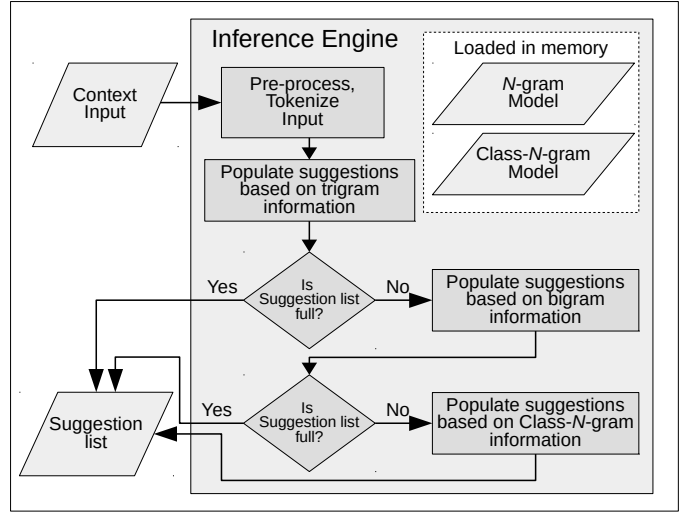 Inference Engine
Loaded in memory
N-gram
Model
Class-N-gram
Model
Context
Input
Pre-process,
Tokenize
Input
Populate suggestions
based on trigram
information
Is
Suggestion list
full?
Yes
No
Populate suggestions
based on bigram
information
Is
Suggestion list
full?
Yes
No
Populate suggestions
based on Class-N-gram
information
Suggestion
list